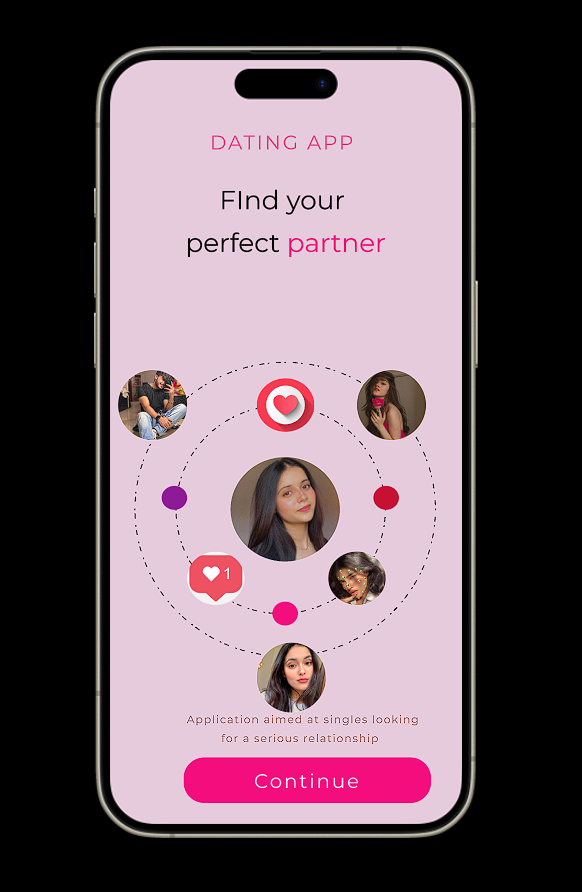 DATING APP
FInd your
perfect partner
1
Application aimed at singles looking
for a serious relationship
Continue